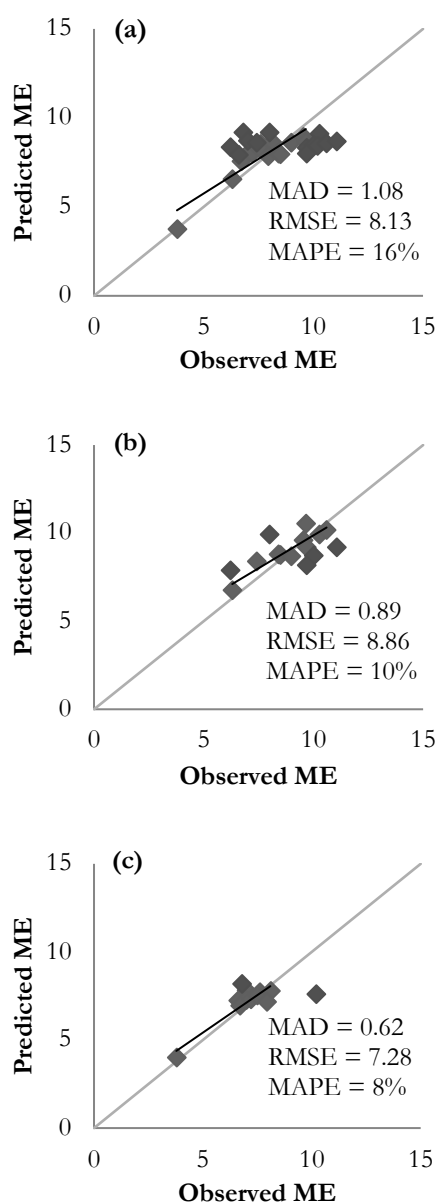 (a)
15
10
5
0
Predicted ME
MAD = 1.08
RMSE = 8.13
MAPE = 16%
0 5 10 15
Observed ME
(b)
15
10
5
0
Predicted ME
MAD = 0.89
RMSE = 8.86
MAPE = 10%
0 5 10 15
Observed ME
(c)
15
10
5
0
Predicted ME
MAD = 0.62
RMSE = 7.28
MAPE = 8%
0 5 10 15
Observed ME